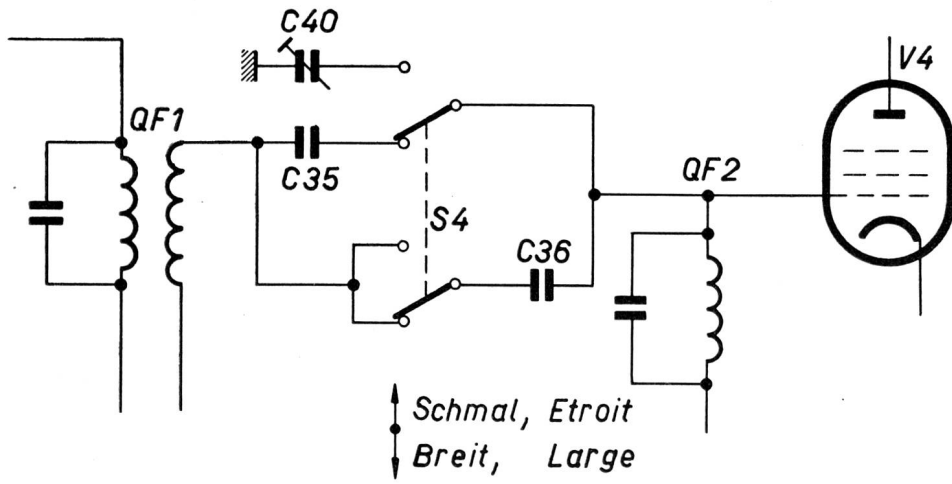 C40
V4
QF1
C35
QF2
S4
C36
Schmal, Etroit
Breit, Large